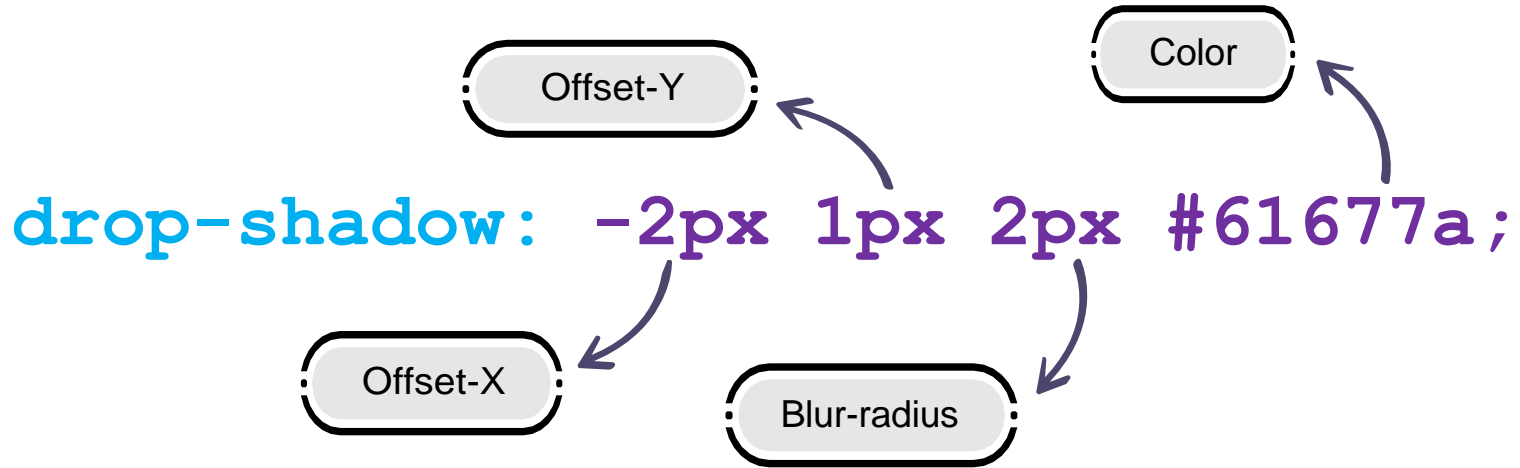 Color
Offset-Y
drop-shadow: -2px 1px 2px #61677a;
Offset-X
Blur-radius